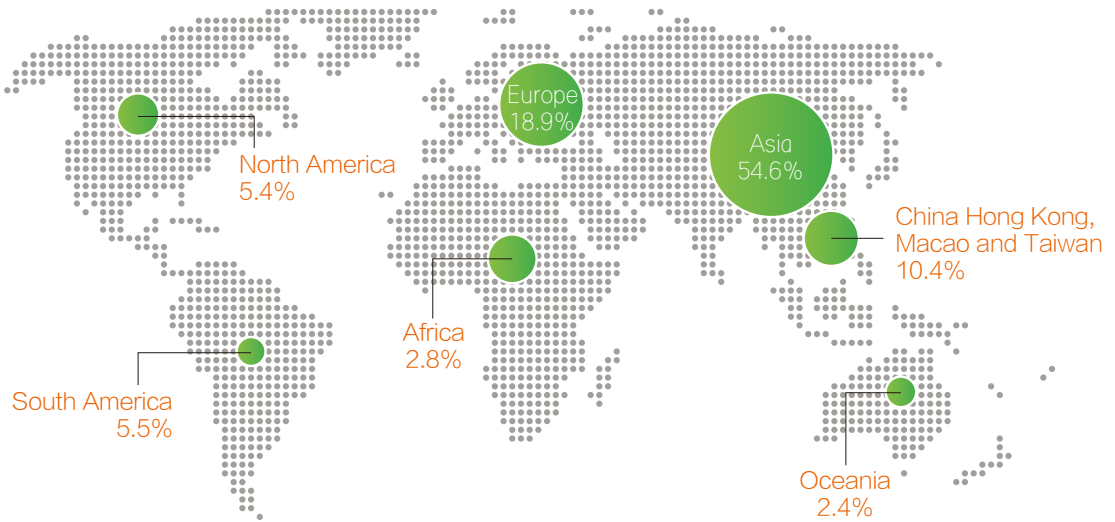 Europe
18.9%
Asia
54.6%
North America
5.4%
China Hong Kong,
Macao and Taiwan
10.4%
Africa
2.8%
South America
5.5%
Oceania
2.4%